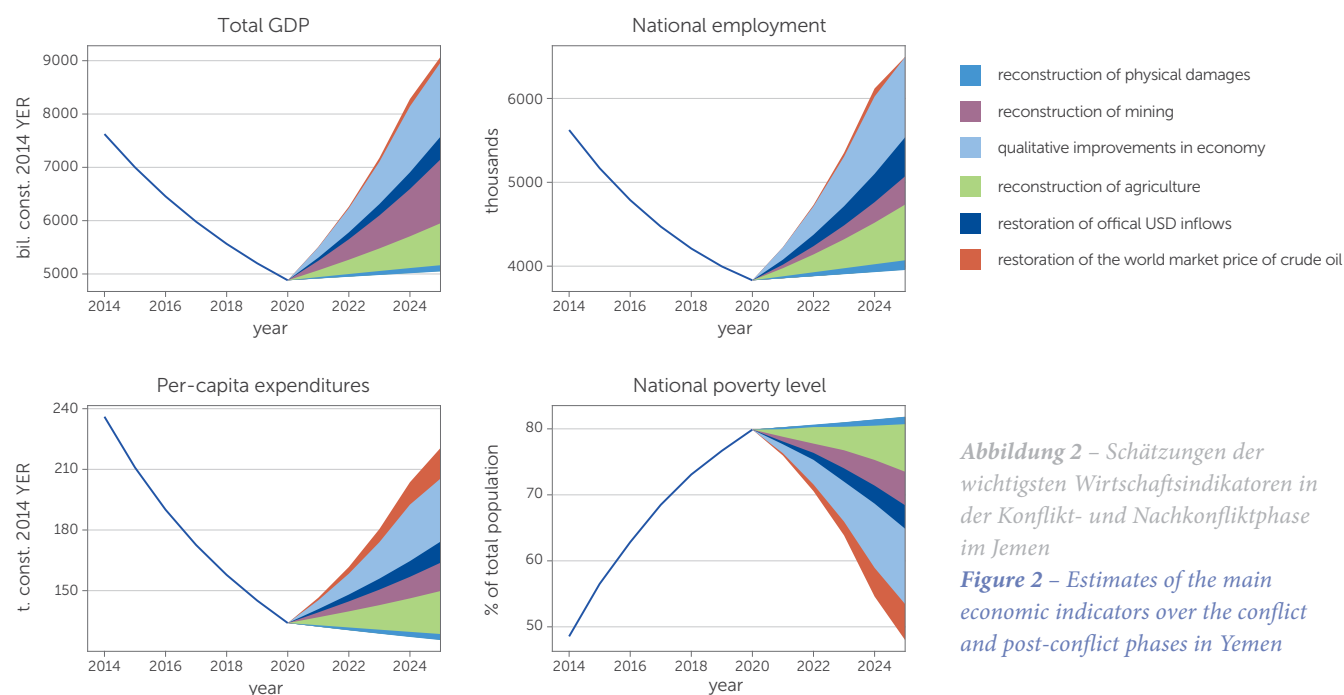 Total GDP
bil. const. 2014 YER
9000
8000
7000
6000
5000
2014 2016 2018 2020 2022 2024
year
National employment
thousands
6000
5000
4000
2014 2016 2018 2020 2022 2024
year
reconstruction of physical damages
reconstruction of mining
qualitative improvements in economy
reconstruction of agriculture
restoration of offical USD inflows
restoration of the world market price of crude oil
Per-capita expenditures
t. const. 2014 YER
240
210
180
150
2014 2016 2018 2020 2022 2024
year
National poverty level
% of total population
80
70
60
50
2014 2016 2018 2020 2022 2024
year
Abbildung 2 – Schätzungen der
wichtigsten Wirtschaftsindikatoren in
der Konflikt- und Nachkonfliktphase
im Jemen
Figure 2 – Estimates of the main
economic indicators over the conflict
and post-conflict phases in Yemen